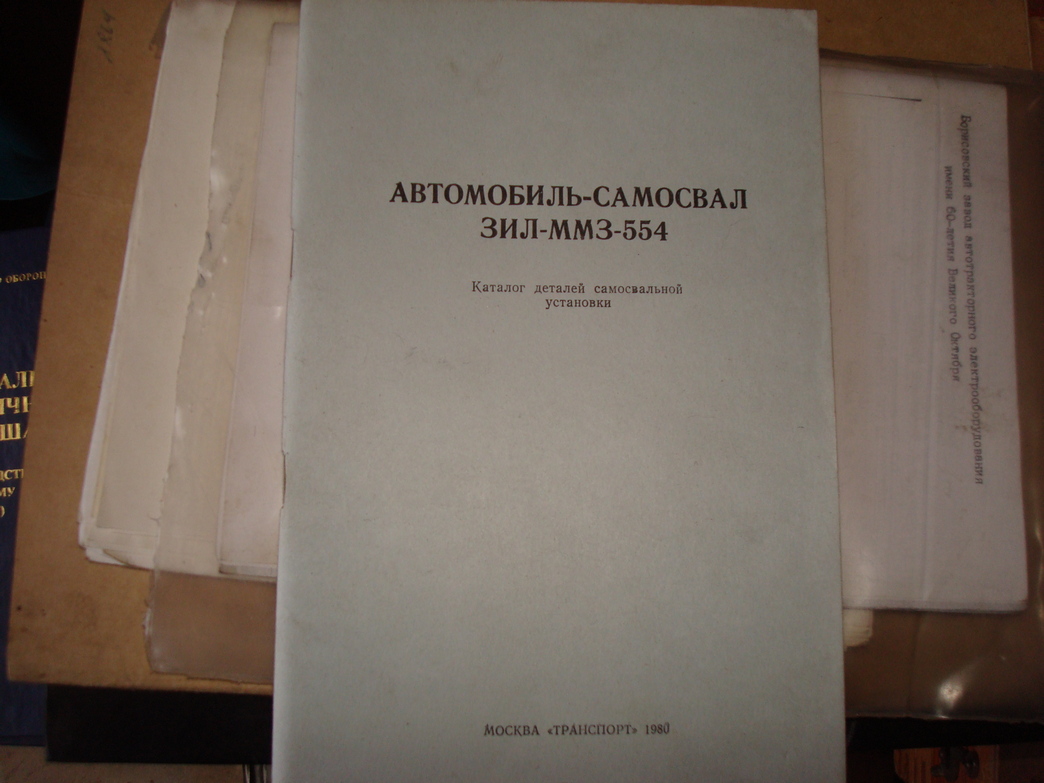 АВТОМОБИЛЬ-САМОСВАЛ
ЗИЛ-ММЗ-554
Каталог деталей самосвальной
установки
МОСКВА «ТРАНСПОРТ» 1980
Борисовский завод автотракторного электрооборудования
имени 60-летия Великого Октября